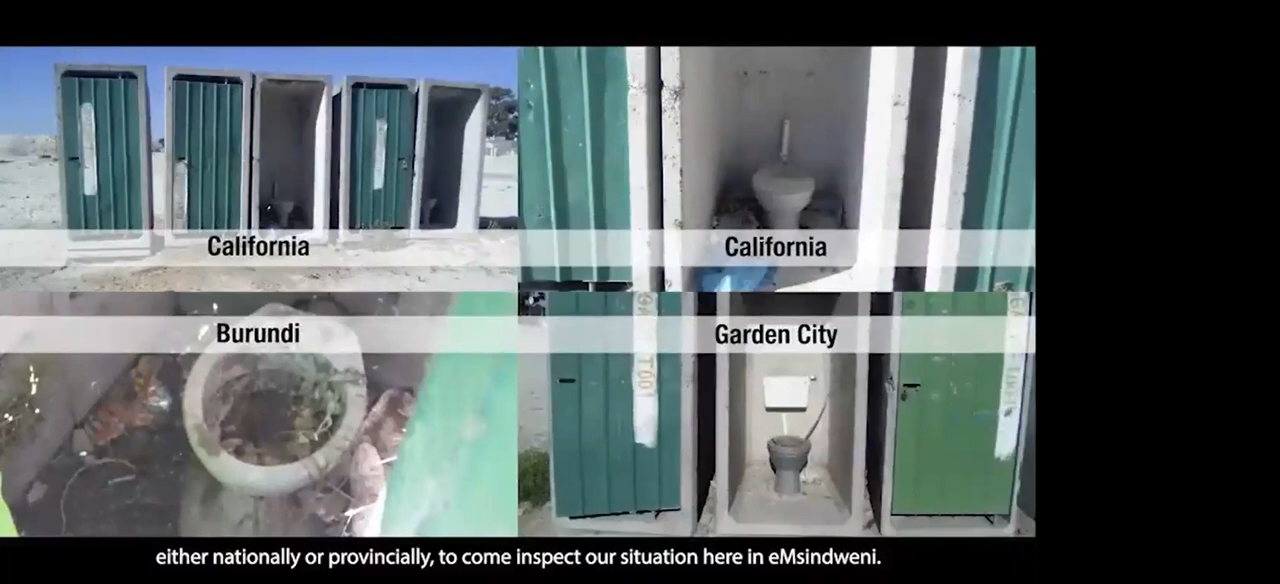 California
California
Burundi
Garden City
either nationally or provincially, to come inspect our situation here in eMsindweni.